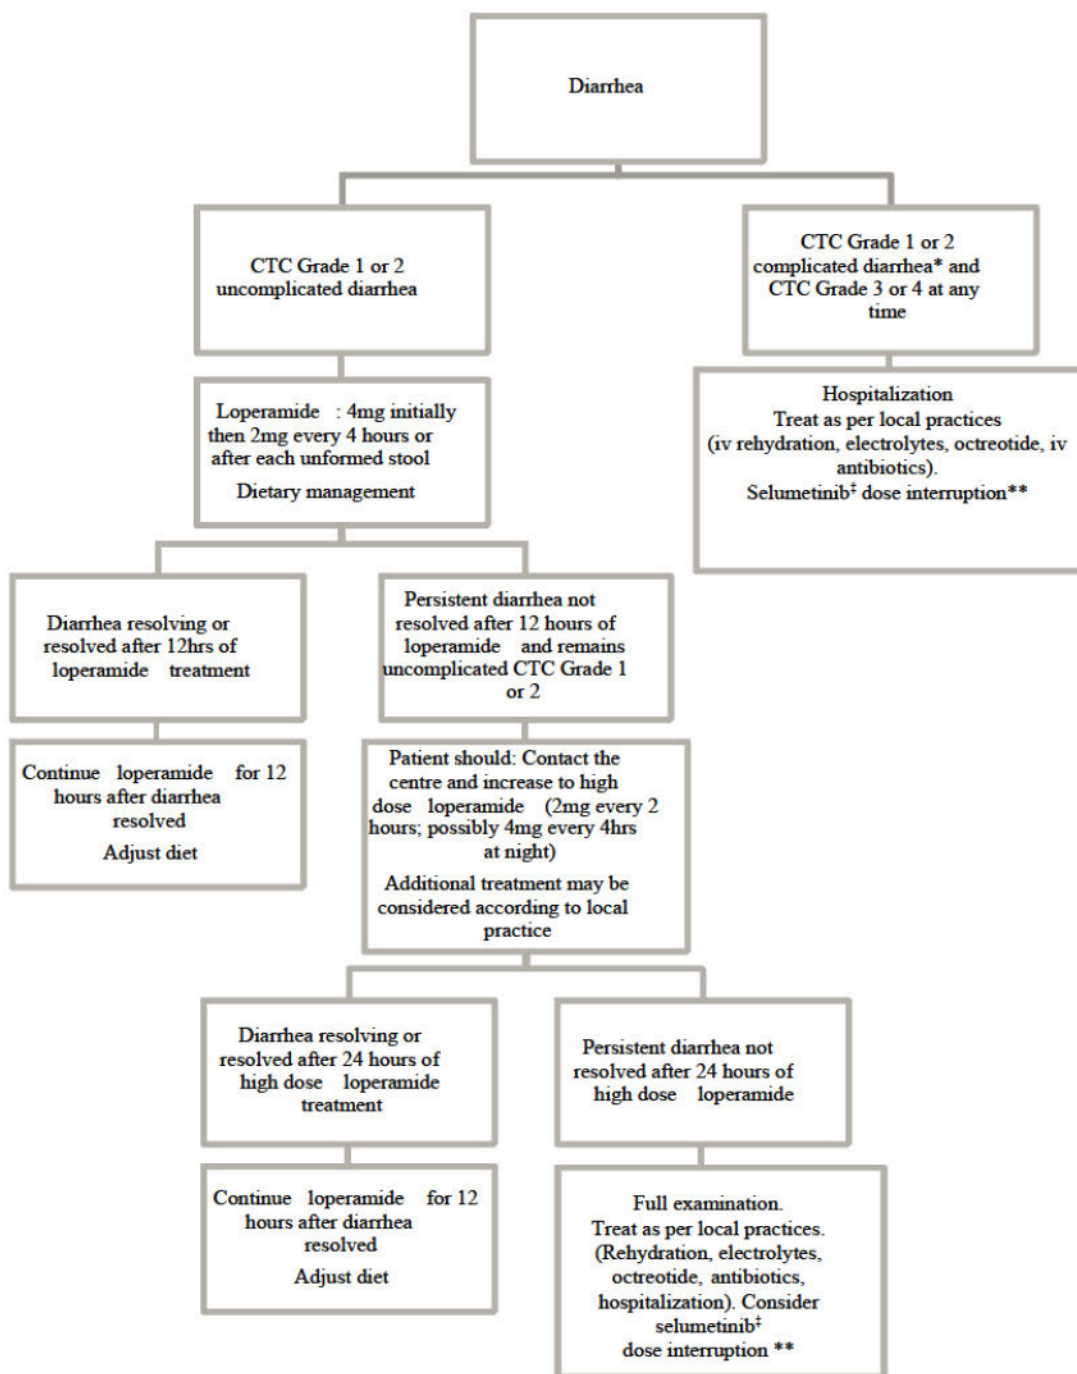 Diarrhea
CTC Grade 1 or 2
uncomplicated diarrhea
CTC Grade 1 or 2
complicated diarrhea* and
CTC Grade 3 or 4 at any
time
Loperamide : 4mg initially
then 2mg every 4 hours or
after each unformed stool
Dietary management
Hospitalization
Treat as per local practices
(iv rehydration, electrolytes, octreotide, iv
antibiotics).
Selumetinib‡ dose interruption**
Diarrhea resolving or
resolved after 12hrs of
loperamide treatment
Persistent diarrhea not
resolved after 12 hours of
loperamide and remains
uncomplicated CTC Grade 1
or 2
Continue loperamide for 12
hours after diarrhea
resolved
Adjust diet
Patient should: Contact the
centre and increase to high
dose loperamide (2mg every 2
hours; possibly 4mg every 4hrs
at night)
Additional treatment may be
considered according to local
practice
Diarrhea resolving or
resolved after 24 hours of
high dose loperamide
treatment
Persistent diarrhea not
resolved after 24 hours of
high dose loperamide
Continue loperamide for 12
hours after diarrhea
resolved
Adjust diet
Full examination.
Treat as per local practices.
(Rehydration, electrolytes,
octreotide, antibiotics,
hospitalization). Consider
selumetinib‡
dose interruption **